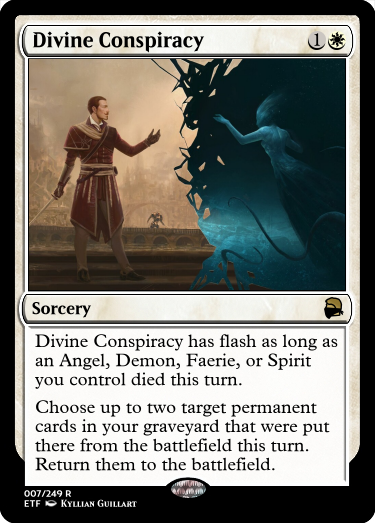 Divine Conspiracy 1
Sorcery
Divine Conspiracy has flash as long as
an Angel, Demon, Faerie, or Spirit
you control died this turn.
Choose up to two target permanent
cards in your graveyard that were put
there from the battlefield this turn.
Return them to the battlefield.
007/249 R
ETF KYLLIAN GUILLART